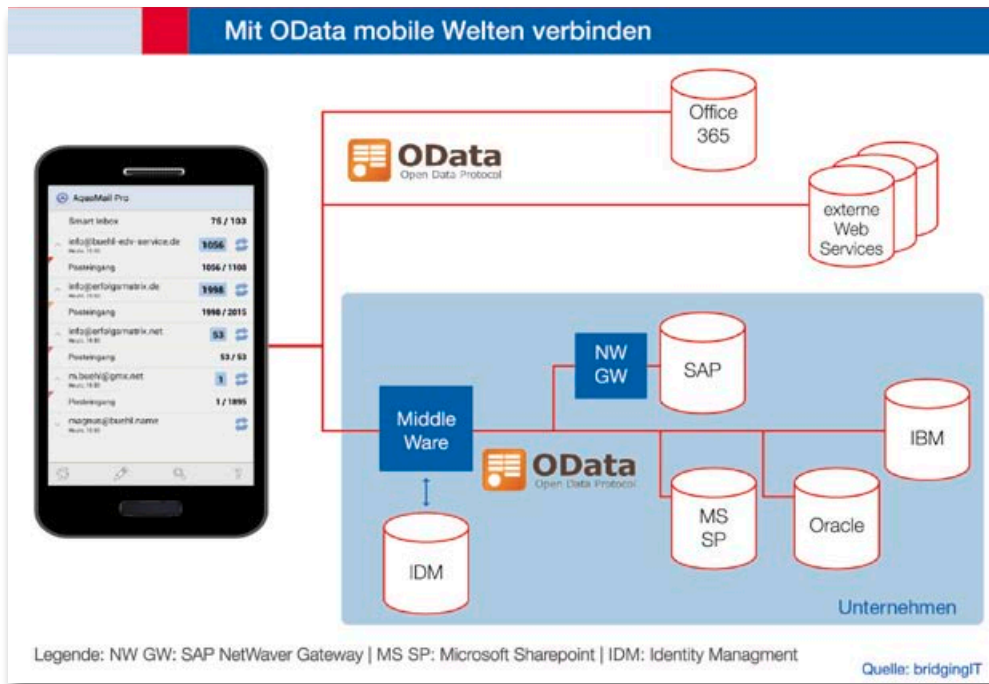 Mit OData mobile Welten verbinden
Office
365
OData
Open Data Protocol
externe
Web
Services
AquaMail Pro
Smart Inbox 75 / 103
info@buehl-edv-service.de 1056
Posteingang 1056 / 1100
info@erfolgsmatrix.de 1998
Posteingang 1998 / 2015
info@erfolgsmatrix.net 53
Posteingang 53 / 53
m.buehl@gmx.net 1
Posteingang 1 / 1895
magnus@buehl.name
NW
GW
SAP
Middle
Ware
IBM
OData
Open Data Protocol
MS
SP
Oracle
IDM
Unternehmen
Legende: NW GW: SAP NetWaver Gateway | MS SP: Microsoft Sharepoint | IDM: Identity Managment
Quelle: bridgingIT